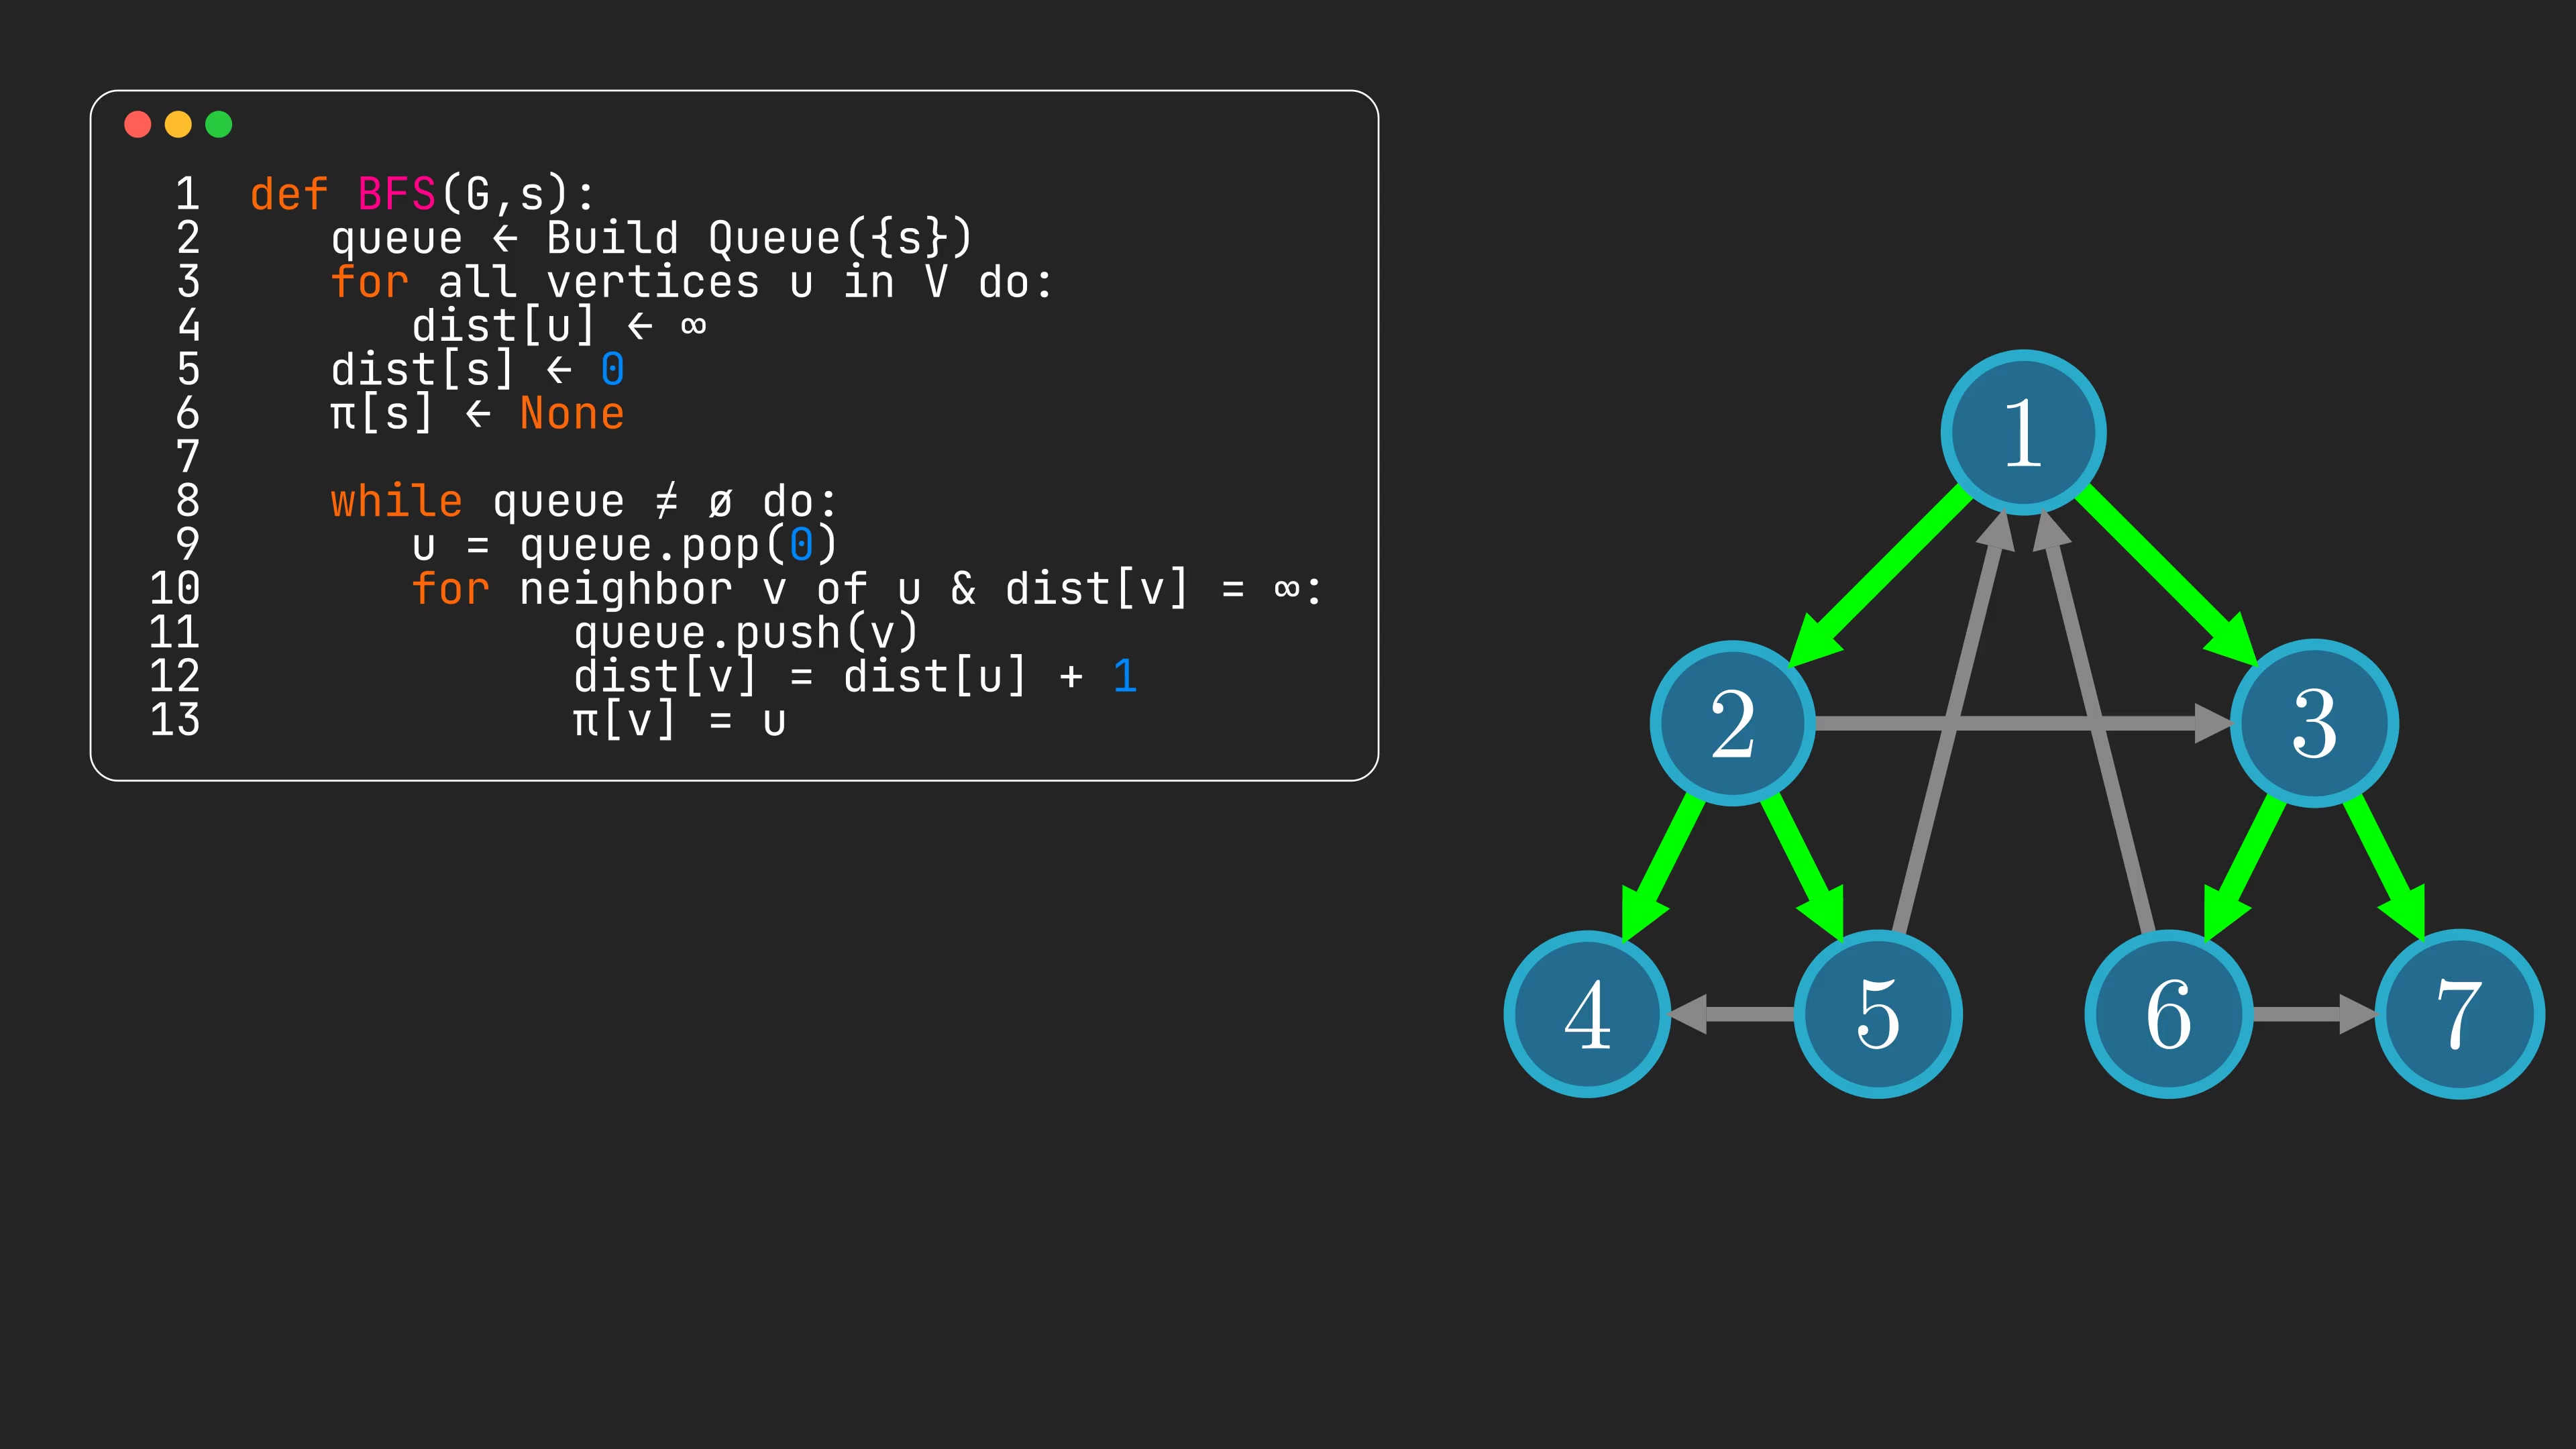 1 def BFS(G,s):
2 queue ← Build Queue({s})
3 for all vertices u in V do:
4 dist[u] ← ∞
5 dist[s] ← 0
6 π[s] ← None
7
8 while queue ≠ ø do:
9 u = queue.pop(0)
10 for neighbor v of u & dist[v] = ∞:
11 queue.push(v)
12 dist[v] = dist[u] + 1
13 π[v] = u
1
2 3
4 5 6 7